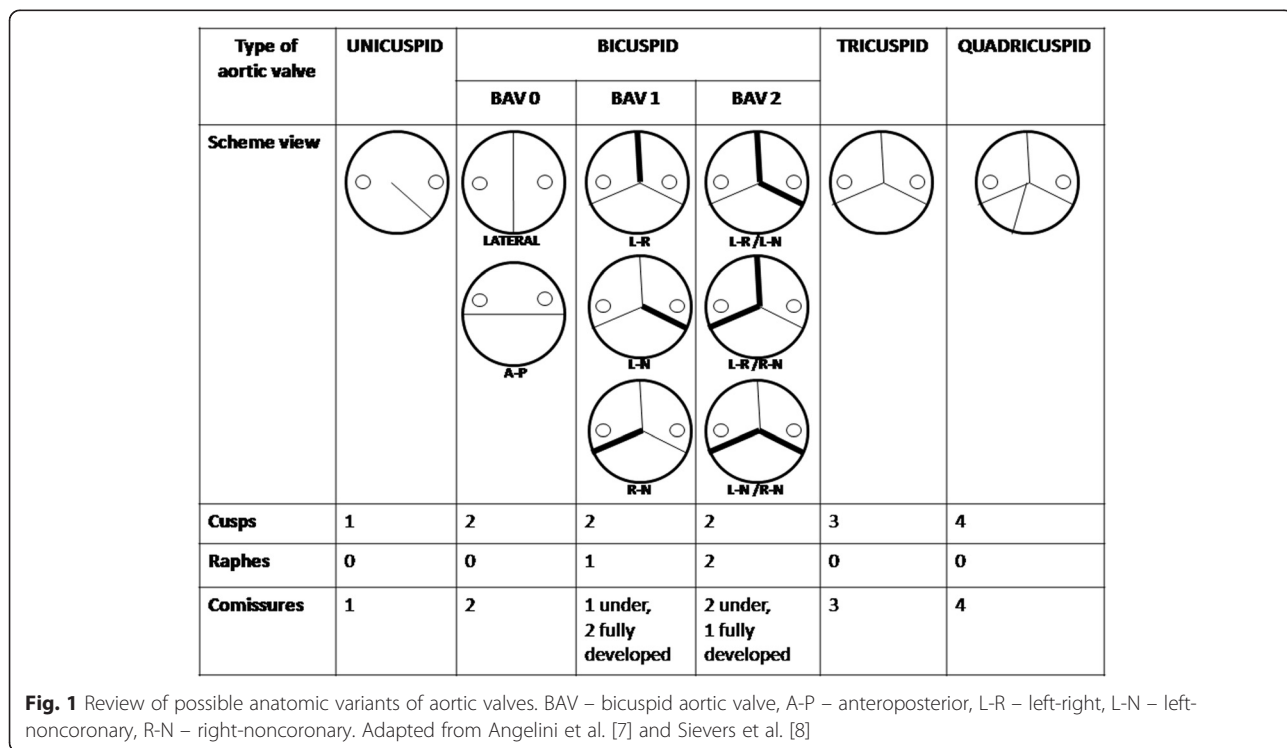 Type of aortic valve
UNICUSPID
BICUSPID
TRICUSPID
QUADRICUSPID
BAV 0
BAV 1
BAV 2
Scheme view
LATERAL
L-R
L-R /L-N
A-P
L-N
L-R /R-N
R-N
L-N /R-N
Cusps
1
2
2
2
3
4
Raphes
0
0
1
2
0
0
Comissures
1
2
1 under,
2 fully
developed
2 under,
1 fully
developed
3
4
Fig. 1 Review of possible anatomic variants of aortic valves. BAV – bicuspid aortic valve, A-P – anteroposterior, L-R – left-right, L-N – left-
noncoronary, R-N – right-noncoronary. Adapted from Angelini et al. [7] and Sievers et al. [8]